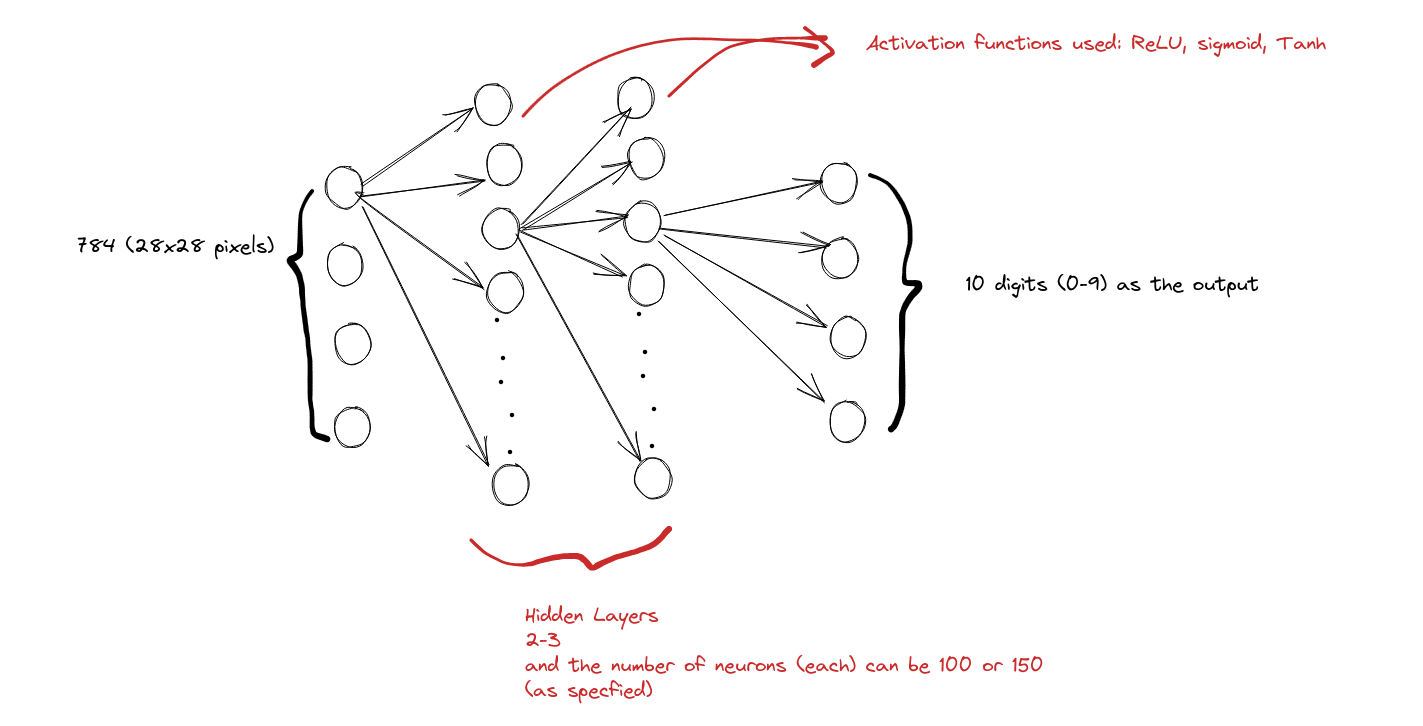 Activation functions used: ReLU, sigmoid, Tanh
784 (28x28 pixels)
10 digits (0-9) as the output
Hidden Layers
2-3
and the number of neurons (each) can be 100 or 150
(as specfied)